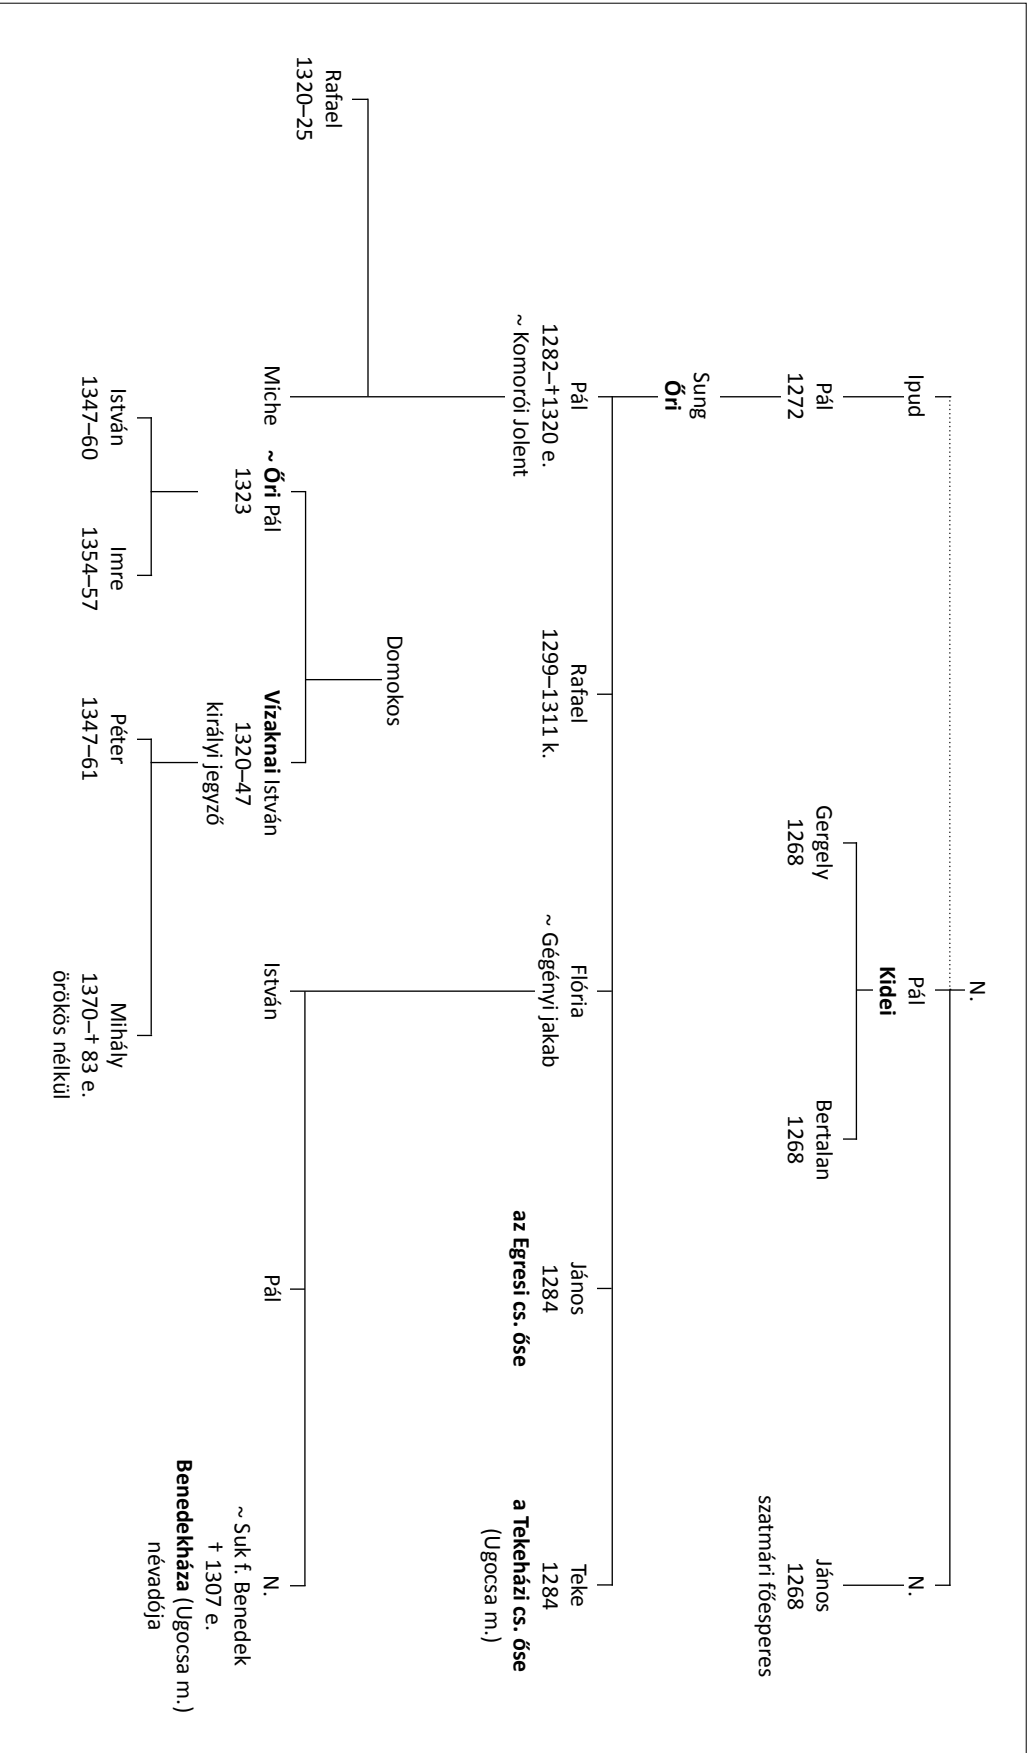 N.
Ipud
Pál
Kidei
N.
Pál
1272
Gergely
1268
Bertalan
1268
János
1268
szatmári főesperes
Sung
Őri
Pál
1282–†1320 e.
~ Komorói Jolent
Rafael
1299–1311 k.
Flória
~ Gégényi jakab
János
1284
az Egresi cs. őse
Teke
1284
a Tekeházi cs. őse
(Ugocsa m.)
Domokos
Rafael
1320–25
Miche
~ Őri Pál
1323
Vízaknai István
1320–47
királyi jegyző
István
Pál
N.
~ Suk f. Benedek
† 1307 e.
Benedekháza (Ugocsa m.)
névadója
István
1347–60
Imre
1354–57
Péter
1347–61
Mihály
1370–† 83 e.
örökös nélkül